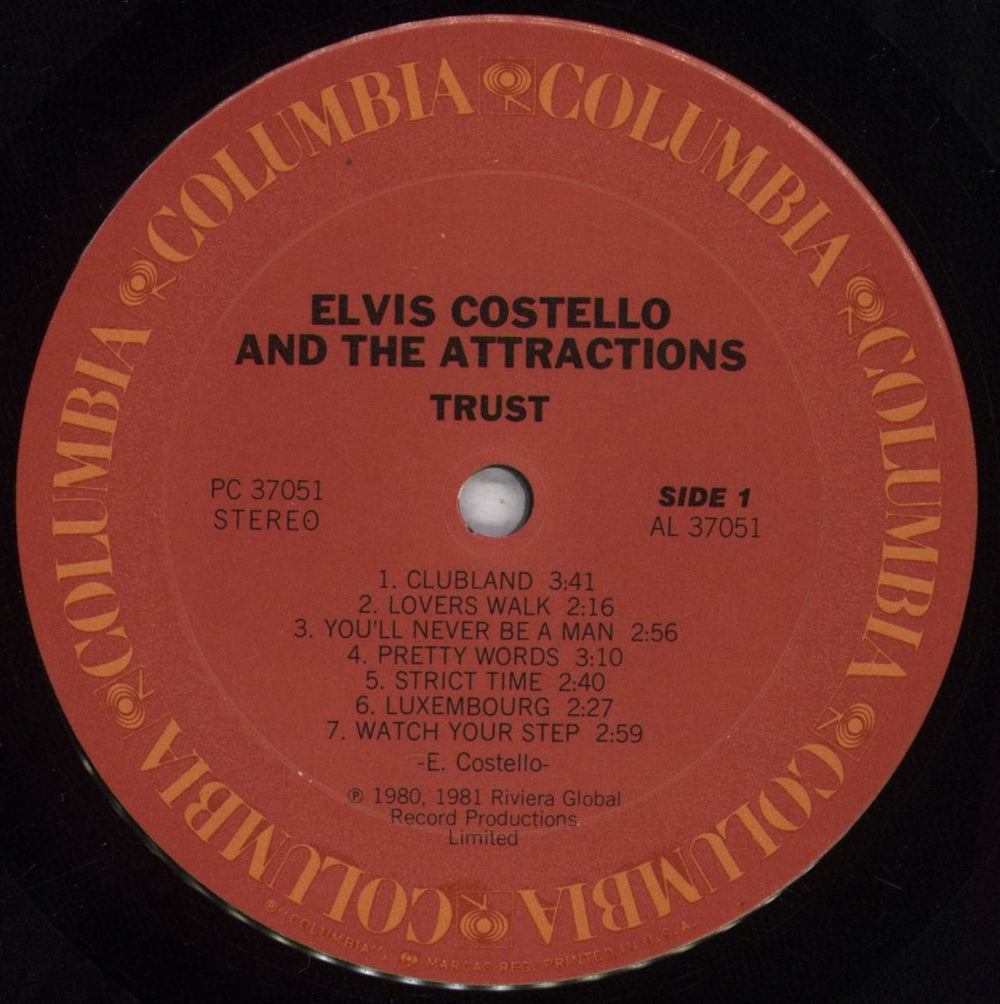 COLUMBIA COLUMBIA COLUMBIA COLUMBIA COLUMBIA COLUMBIA COLUMBIA COLUMBIA
ELVIS COSTELLO
AND THE ATTRACTIONS
TRUST
PC 37051
STEREO
SIDE 1
AL 37051
1. CLUBLAND 3:41
2. LOVERS WALK 2:16
3. YOU'LL NEVER BE A MAN 2:56
4. PRETTY WORDS 3:10
5. STRICT TIME 2:40
6. LUXEMBOURG 2:27
7. WATCH YOUR STEP 2:59
-E. Costello-
℗ 1980, 1981 Riviera Global
Record Productions
Limited
®"COLUMBIA", MARCAS REG. PRINTED IN U.S.A.